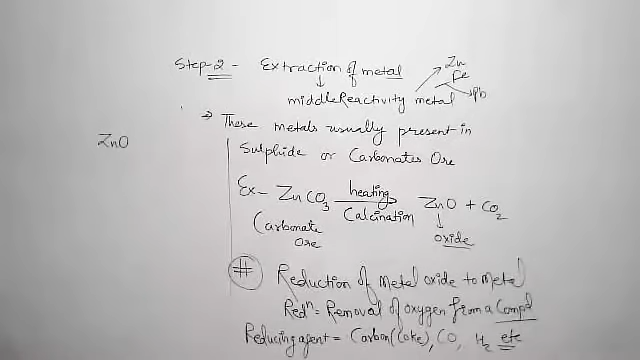 Step-2 - Extraction of metal
Zn
Fe
Pb
middle Reactivity metal
→ These metals usually present in
Sulphide or Carbonates Ore
ZnO
Ex- ZnCO3 heating Calcination ZnO + CO2
Carbonate Ore
oxide
# Reduction of Metal oxide to Metal
Redn = Removal of oxygen from a Compd
Reducing agent = Carbon (Coke), CO, H2 etc